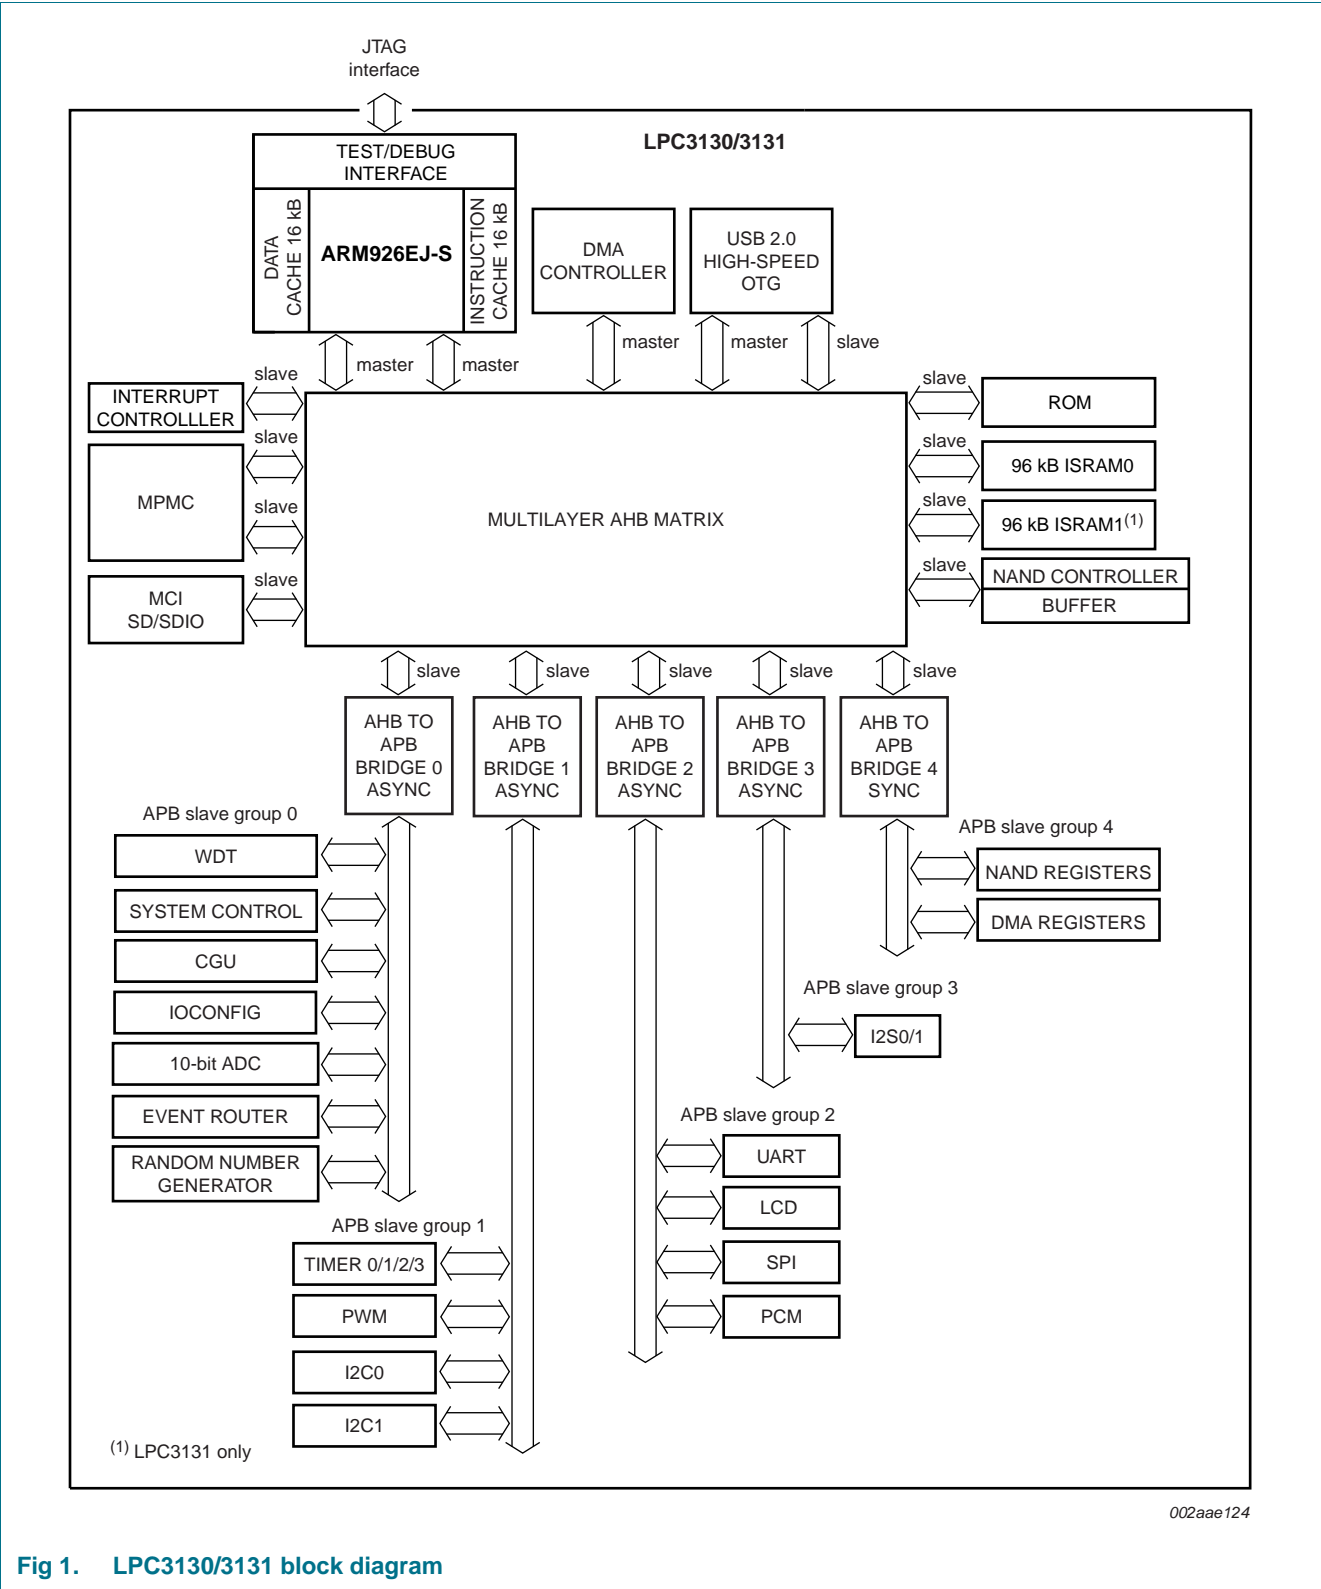 JTAG
interface
LPC3130/3131
TEST/DEBUG
INTERFACE
DATA
CACHE 16 kB
ARM926EJ-S
INSTRUCTION
CACHE 16 kB
DMA
CONTROLLER
USB 2.0
HIGH-SPEED
OTG
master
master
master
master
slave
slave
INTERRUPT
CONTROLLLER
slave
MPMC
slave
slave
MCI
SD/SDIO
MULTILAYER AHB MATRIX
slave
ROM
slave
96 kB ISRAM0
slave
96 kB ISRAM1(1)
slave
NAND CONTROLLER
BUFFER
slave
slave
slave
slave
slave
AHB TO
APB
BRIDGE 0
ASYNC
AHB TO
APB
BRIDGE 1
ASYNC
AHB TO
APB
BRIDGE 2
ASYNC
AHB TO
APB
BRIDGE 3
ASYNC
AHB TO
APB
BRIDGE 4
SYNC
APB slave group 0
WDT
SYSTEM CONTROL
CGU
IOCONFIG
10-bit ADC
EVENT ROUTER
RANDOM NUMBER
GENERATOR
APB slave group 4
NAND REGISTERS
DMA REGISTERS
APB slave group 3
I2S0/1
APB slave group 2
UART
LCD
SPI
PCM
APB slave group 1
TIMER 0/1/2/3
PWM
I2C0
I2C1
(1) LPC3131 only
002aae124
Fig 1. LPC3130/3131 block diagram